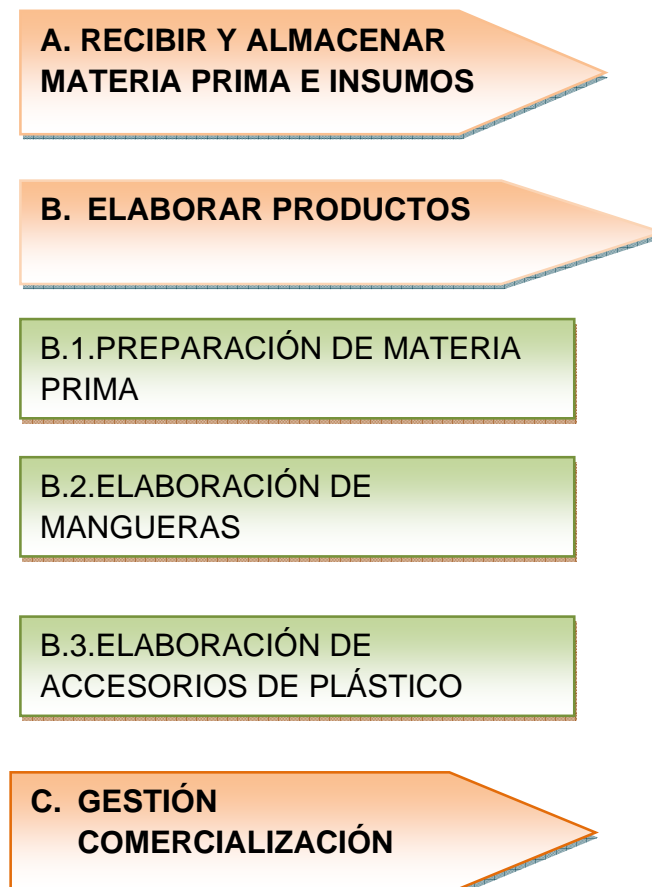 A. RECIBIR Y ALMACENAR
MATERIA PRIMA E INSUMOS
B. ELABORAR PRODUCTOS
B.1.PREPARACIÓN DE MATERIA
PRIMA
B.2.ELABORACIÓN DE
MANGUERAS
B.3.ELABORACIÓN DE
ACCESORIOS DE PLÁSTICO
C. GESTIÓN
COMERCIALIZACIÓN